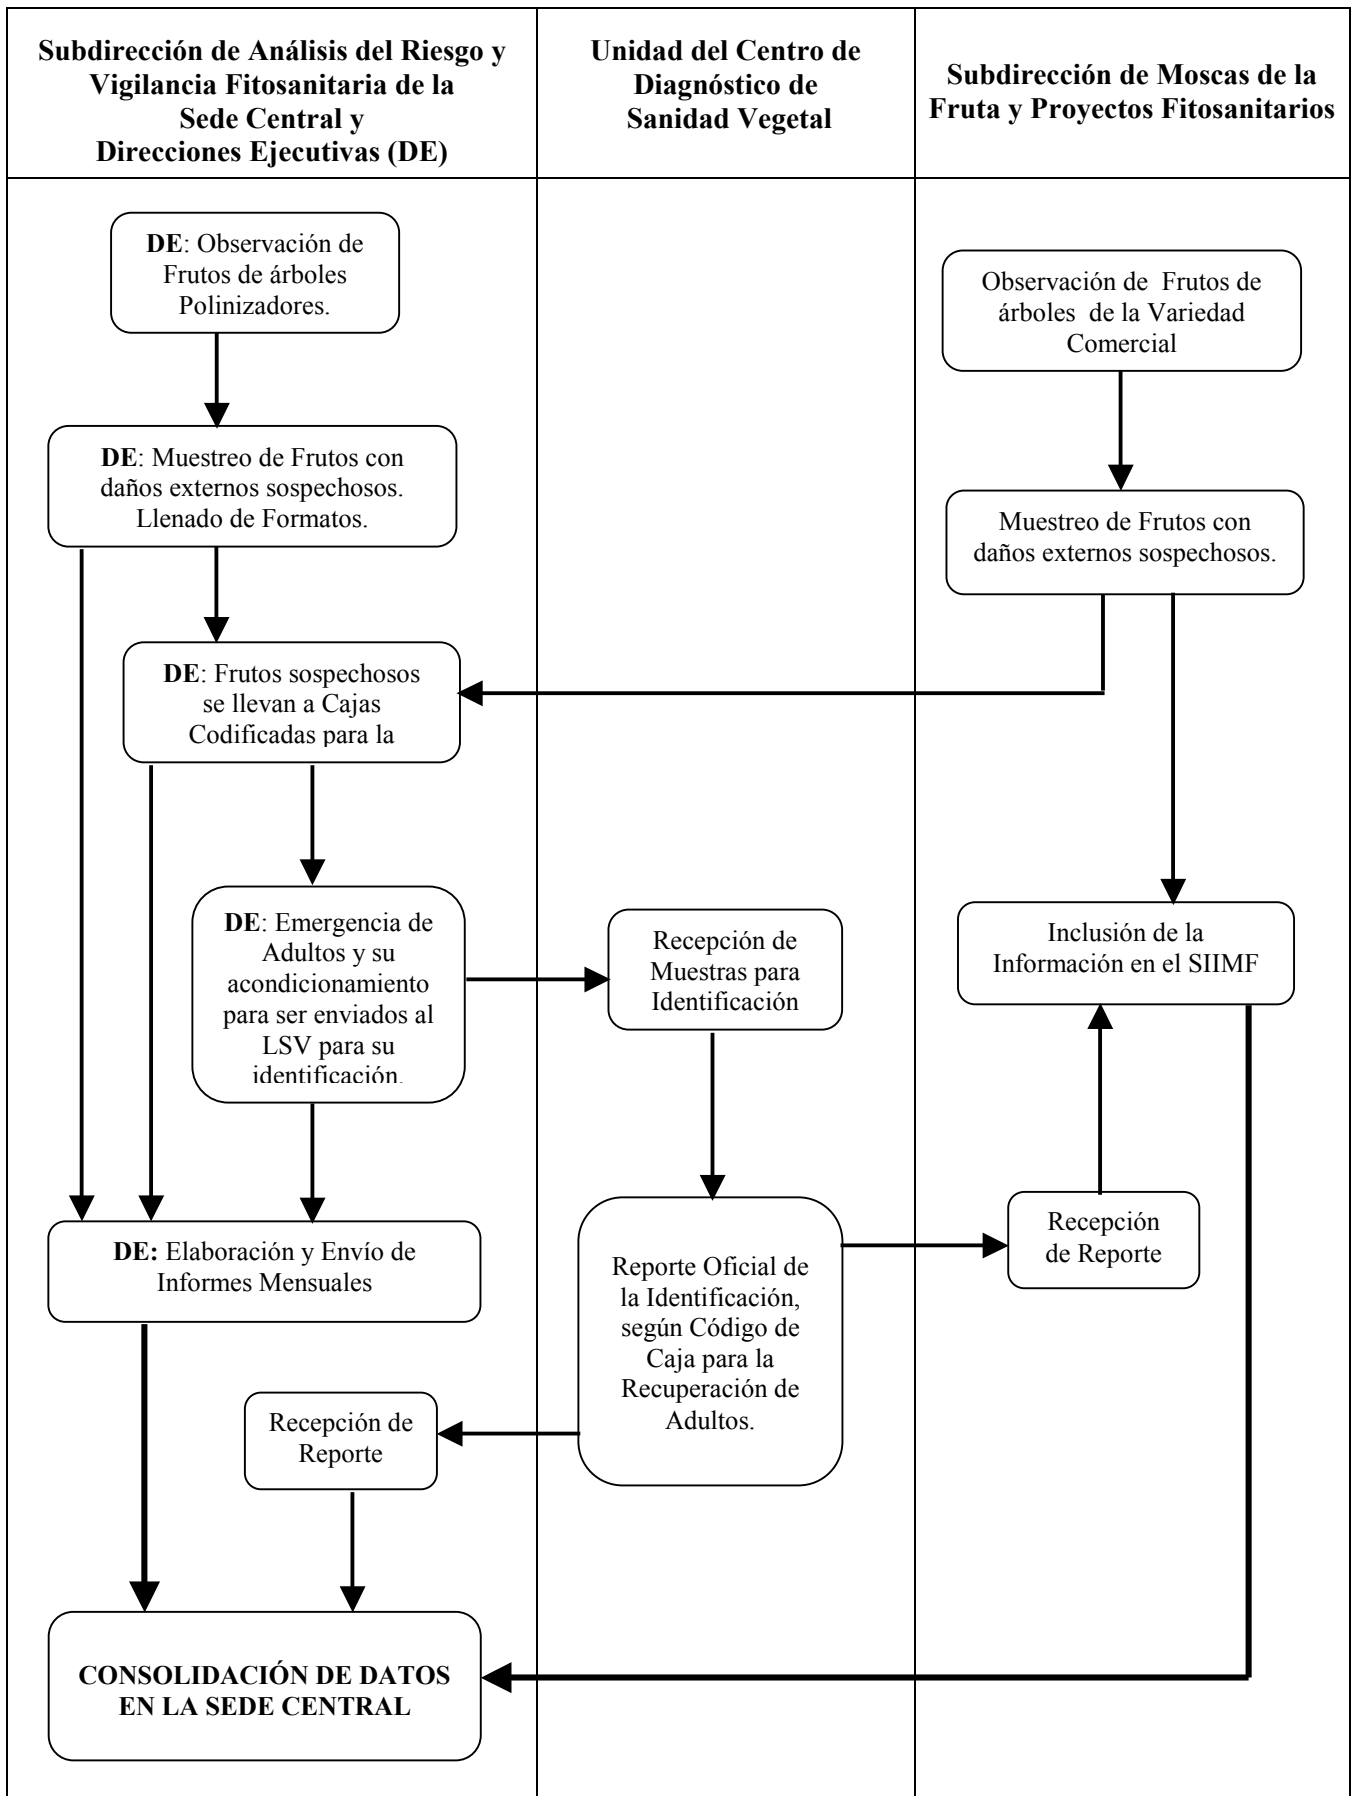 Subdirección de Análisis del Riesgo y
Vigilancia Fitosanitaria de la
Sede Central y
Direcciones Ejecutivas (DE)
Unidad del Centro de
Diagnóstico de
Sanidad Vegetal
Subdirección de Moscas de la
Fruta y Proyectos Fitosanitarios
DE: Observación de
Frutos de árboles
Polinizadores.
Observación de Frutos de
árboles de la Variedad
Comercial
DE: Muestreo de Frutos con
daños externos sospechosos.
Llenado de Formatos.
Muestreo de Frutos con
daños externos sospechosos.
DE: Frutos sospechosos
se llevan a Cajas
Codificadas para la
DE: Emergencia de
Adultos y su
acondicionamiento
para ser enviados al
LSV para su
identificación.
Recepción de
Muestras para
Identificación
Inclusión de la
Información en el SIIMF
DE: Elaboración y Envío de
Informes Mensuales
Reporte Oficial de
la Identificación,
según Código de
Caja para la
Recuperación de
Adultos.
Recepción
de Reporte
Recepción de
Reporte
CONSOLIDACIÓN DE DATOS
EN LA SEDE CENTRAL